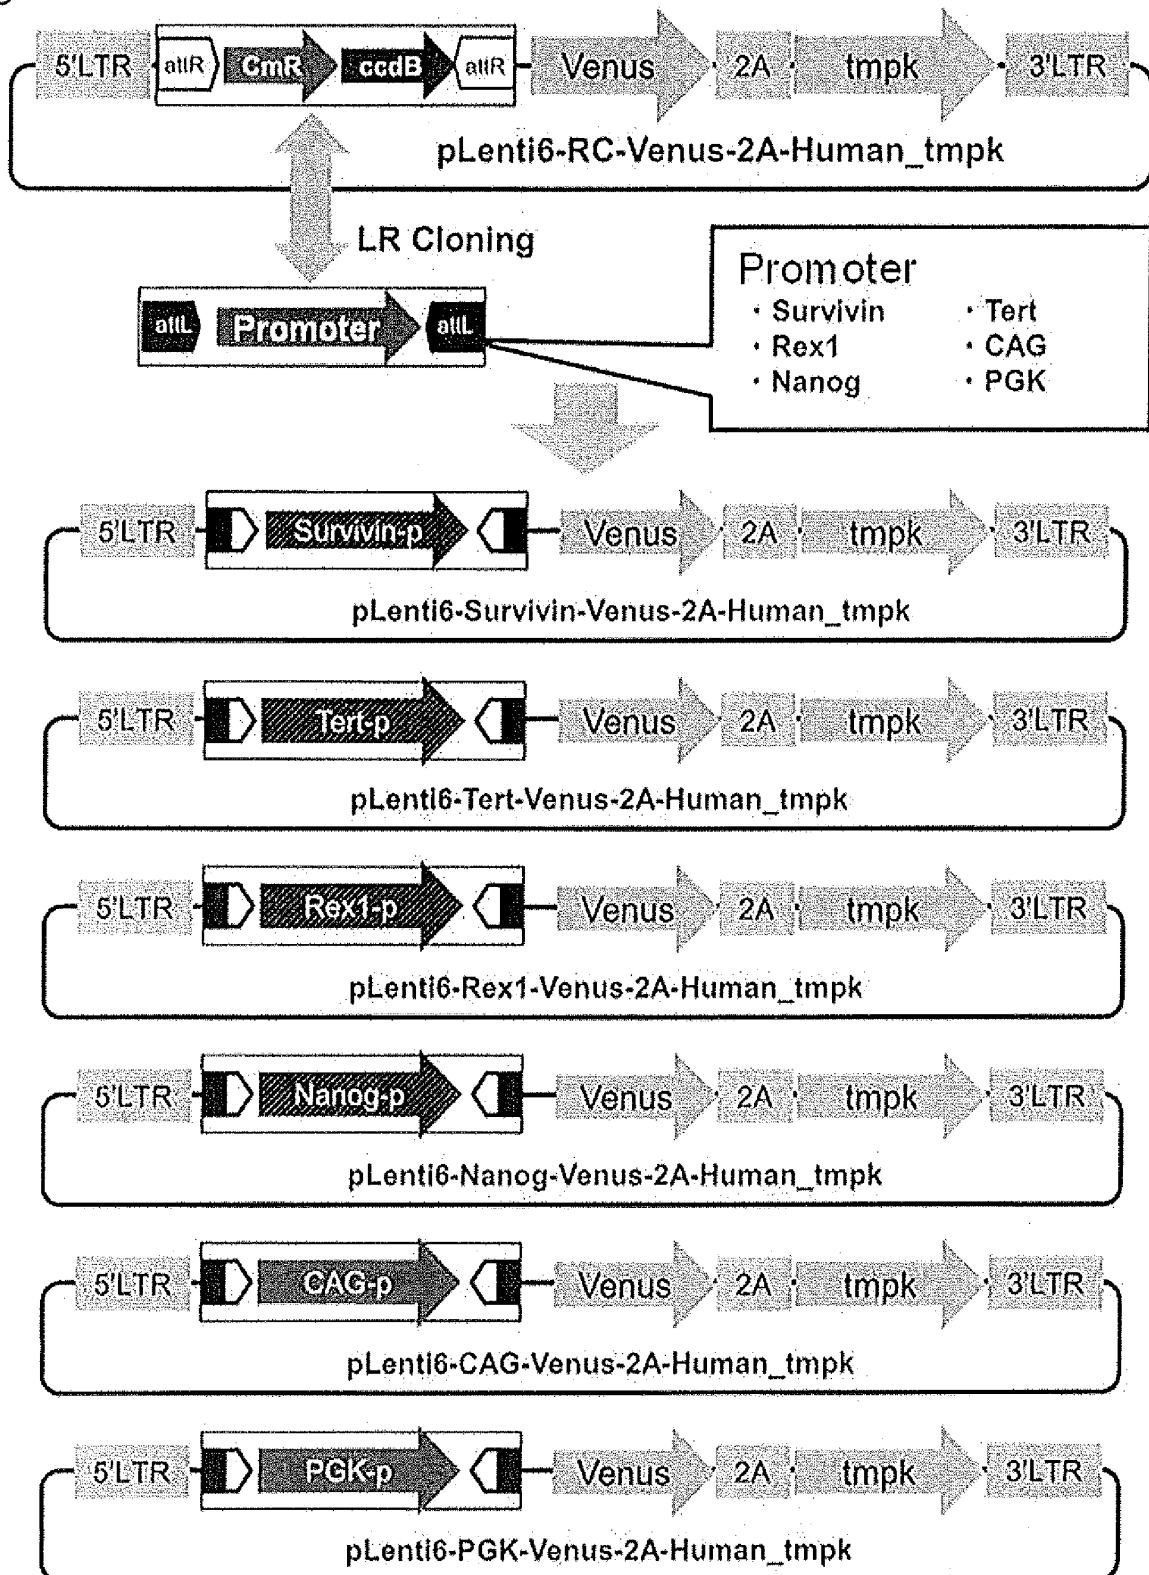 5'LTR attR CmR ccdB attR Venus 2A tmpk 3'LTR
pLenti6-RC-Venus-2A-Human_tmpk
LR Cloning
attL Promoter attL
Promoter
· Survivin · Tert
· Rex1 · CAG
· Nanog · PGK
5'LTR Survivin-p Venus 2A tmpk 3'LTR
pLenti6-Survivin-Venus-2A-Human_tmpk
5'LTR Tert-p Venus 2A tmpk 3'LTR
pLenti6-Tert-Venus-2A-Human_tmpk
5'LTR Rex1-p Venus 2A tmpk 3'LTR
pLenti6-Rex1-Venus-2A-Human_tmpk
5'LTR Nanog-p Venus 2A tmpk 3'LTR
pLenti6-Nanog-Venus-2A-Human_tmpk
5'LTR CAG-p Venus 2A tmpk 3'LTR
pLenti6-CAG-Venus-2A-Human_tmpk
5'LTR PGK-p Venus 2A tmpk 3'LTR
pLenti6-PGK-Venus-2A-Human_tmpk